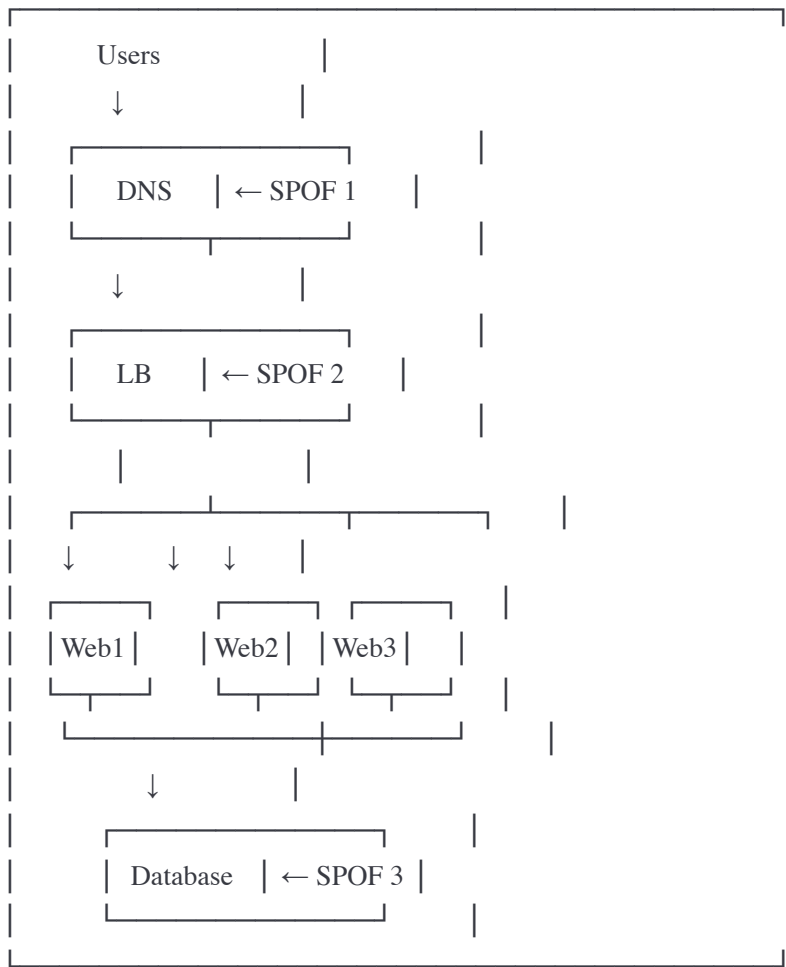 Users
↓
DNS ← SPOF 1
↓
LB ← SPOF 2
↓ ↓ ↓
Web1 Web2 Web3
↓
Database ← SPOF 3